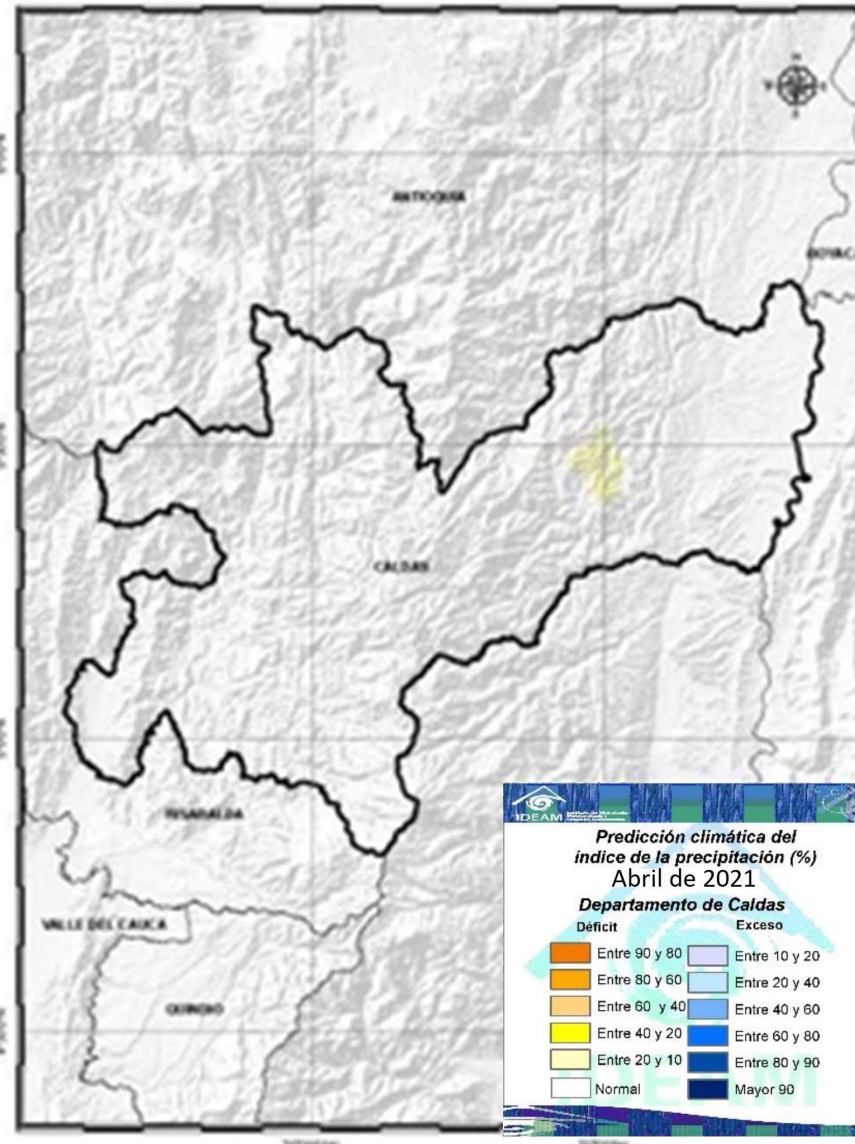 ANTIOQUIA
CALDAS
RISARALDA
VALLE DEL CAUCA
QUINDIO
IDEAM
Predicción climática del
índice de la precipitación (%)
Abril de 2021
Departamento de Caldas
Déficit Exceso
Entre 90 y 80 Entre 10 y 20
Entre 80 y 60 Entre 20 y 40
Entre 60 y 40 Entre 40 y 60
Entre 40 y 20 Entre 60 y 80
Entre 20 y 10 Entre 80 y 90
Normal Mayor 90